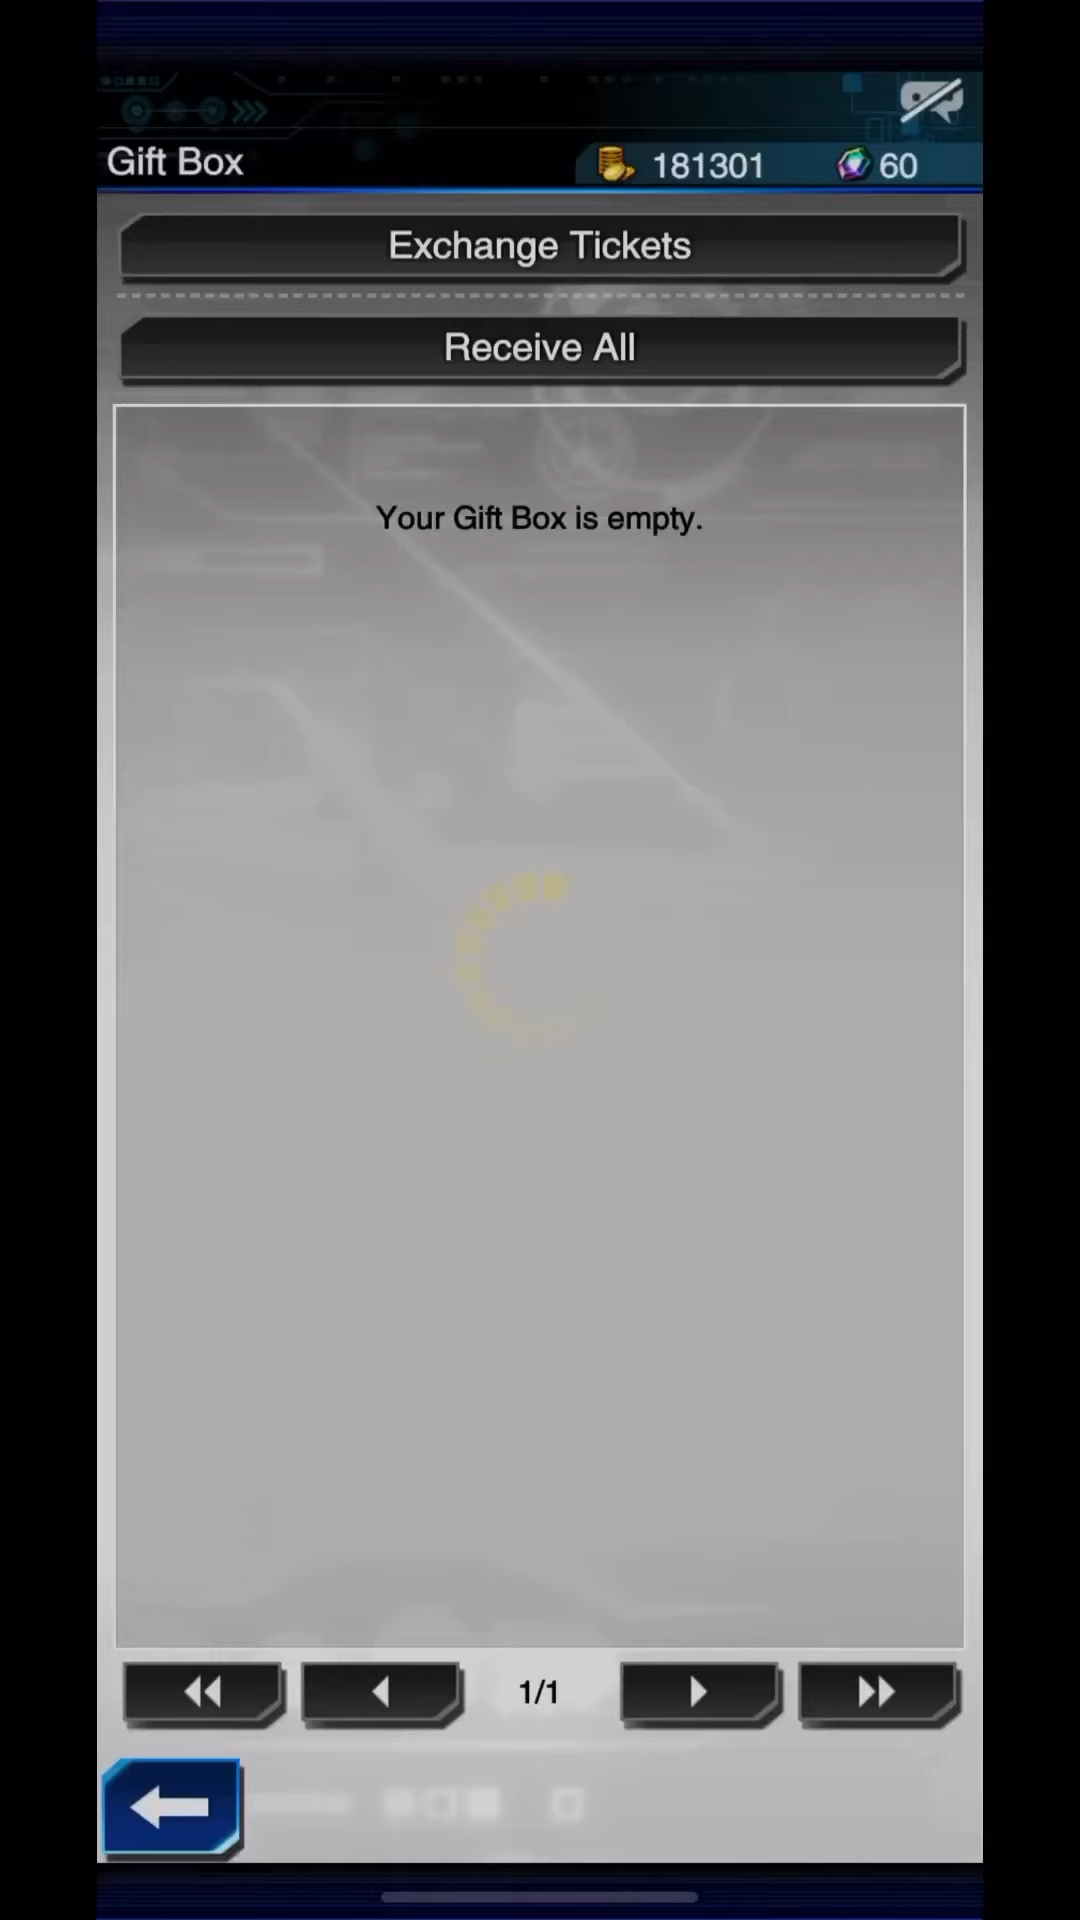 Gift Box
181301
60
Exchange Tickets
Receive All
Your Gift Box is empty.
1/1